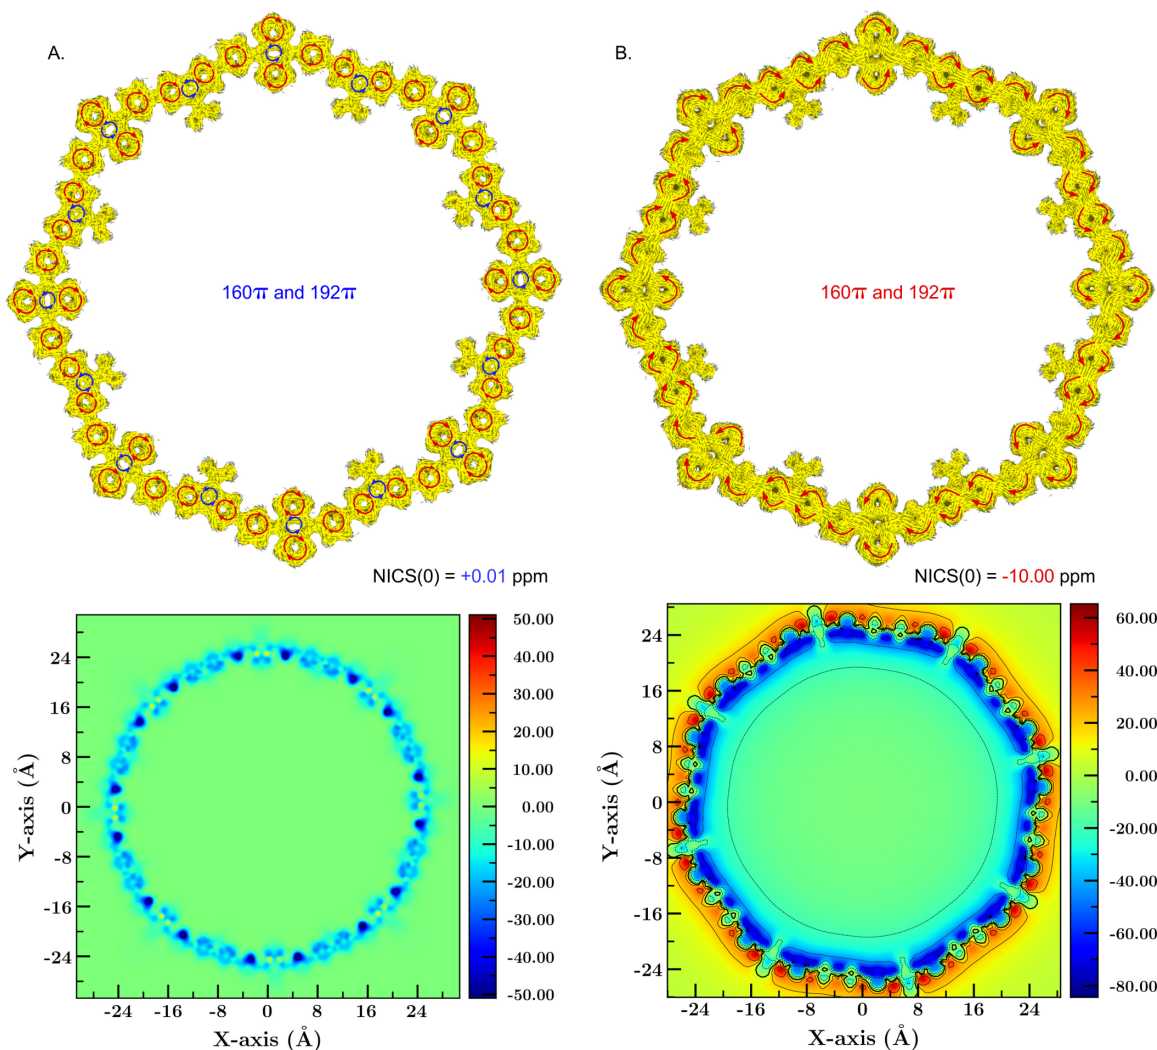 A.
B.
160π and 192π
160π and 192π
NICS(0) = +0.01 ppm
NICS(0) = -10.00 ppm
24
16
8
0
-8
-16
-24
Y-axis (Å)
-24 -16 -8 0 8 16 24
X-axis (Å)
50.00
40.00
30.00
20.00
10.00
0.00
-10.00
-20.00
-30.00
-40.00
-50.00
24
16
8
0
-8
-16
-24
Y-axis (Å)
-24 -16 -8 0 8 16 24
X-axis (Å)
60.00
40.00
20.00
0.00
-20.00
-40.00
-60.00
-80.00